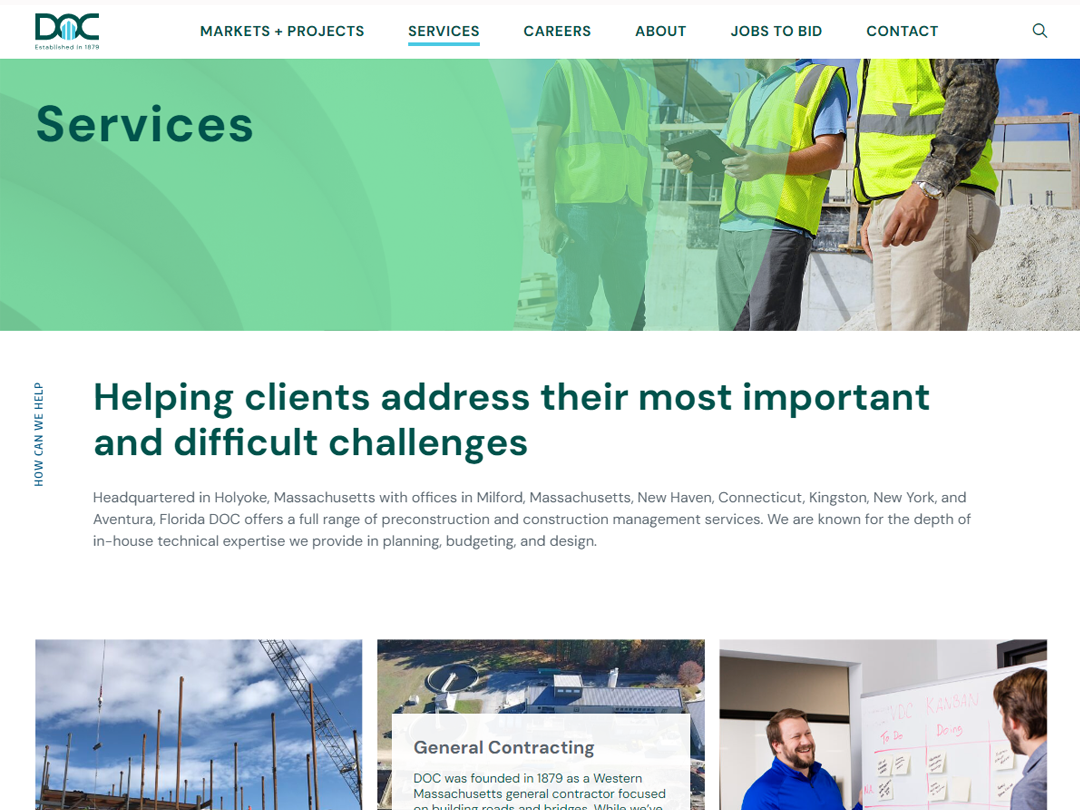 DOC
Established in 1879
MARKETS + PROJECTS
SERVICES
CAREERS
ABOUT
JOBS TO BID
CONTACT
Services
HOW CAN WE HELP
Helping clients address their most important
and difficult challenges
Headquartered in Holyoke, Massachusetts with offices in Milford, Massachusetts, New Haven, Connecticut, Kingston, New York, and
Aventura, Florida DOC offers a full range of preconstruction and construction management services. We are known for the depth of
in-house technical expertise we provide in planning, budgeting, and design.
General Contracting
DOC was founded in 1879 as a Western
Massachusetts general contractor focused
on building roads and bridges. While we've
VDC KANBAN
To Do
Doing